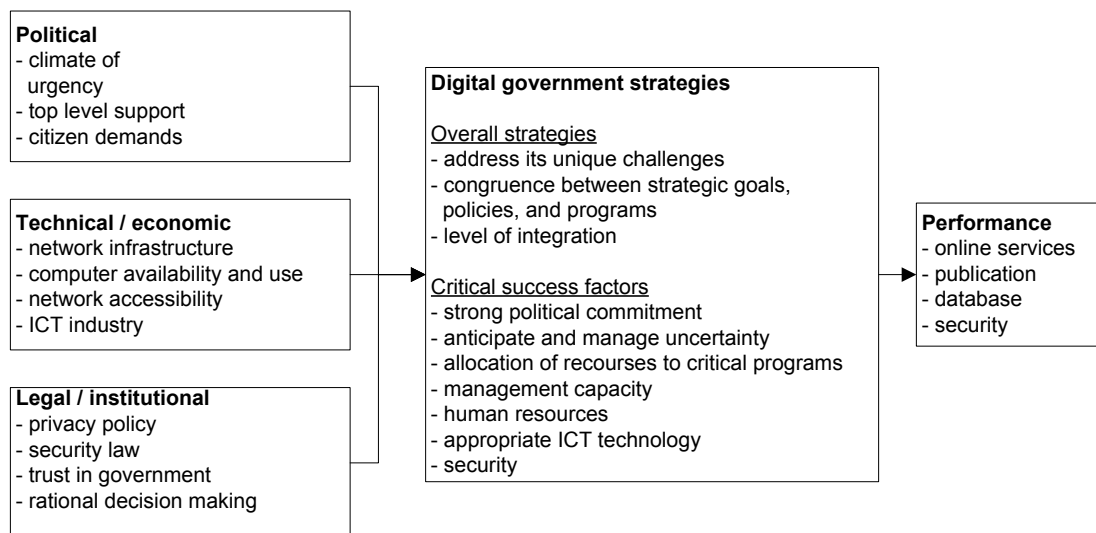 Political
- climate of
urgency
- top level support
- citizen demands
Technical / economic
- network infrastructure
- computer availability and use
- network accessibility
- ICT industry
Legal / institutional
- privacy policy
- security law
- trust in government
- rational decision making
Digital government strategies
Overall strategies
- address its unique challenges
- congruence between strategic goals,
policies, and programs
- level of integration
Critical success factors
- strong political commitment
- anticipate and manage uncertainty
- allocation of recourses to critical programs
- management capacity
- human resources
- appropriate ICT technology
- security
Performance
- online services
- publication
- database
- security